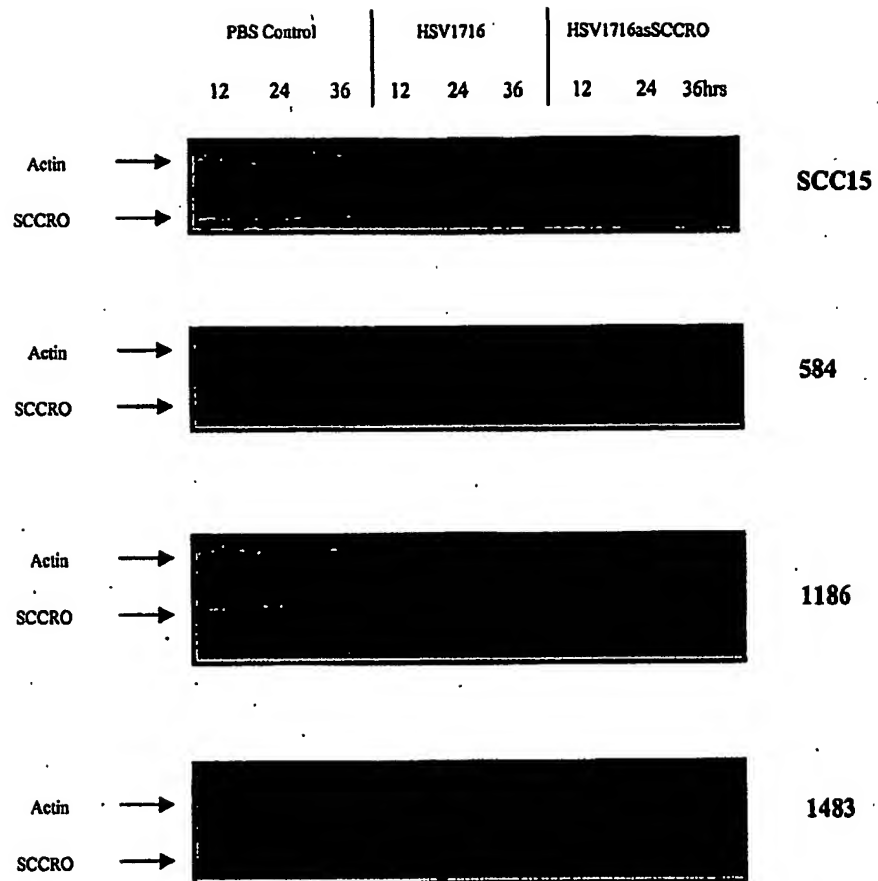 PBS Control HSV1716 HSV1716asSCCRO
12 24 36 12 24 36 12 24 36hrs
Actin
SCCRO
SCC15
Actin
SCCRO
584
Actin
SCCRO
1186
Actin
SCCRO
1483